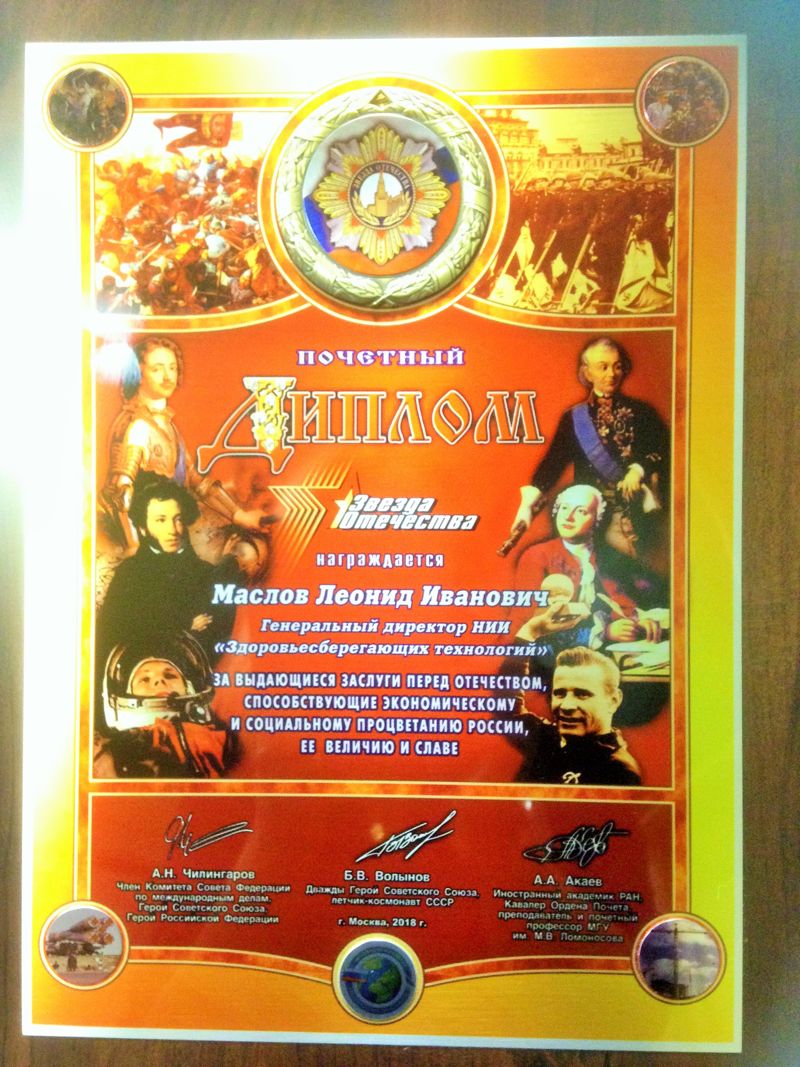 ПОЧЕТНЫЙ
ДИПЛОМ
Звезда
Отечества
награждается
Маслов Леонид Иванович
Генеральный директор НИИ
«Здоровьесберегающих технологий»
ЗА ВЫДАЮЩИЕСЯ ЗАСЛУГИ ПЕРЕД ОТЕЧЕСТВОМ,
СПОСОБСТВУЮЩИЕ ЭКОНОМИЧЕСКОМУ
И СОЦИАЛЬНОМУ ПРОЦВЕТАНИЮ РОССИИ,
ЕЕ ВЕЛИЧИЮ И СЛАВЕ
А.Н. Чилингаров
Член Комитета Совета Федерации
по международным делам.
Герой Советского Союза.
Герой Российской Федерации
Б.В. Волынов
Дважды Герой Советского Союза,
летчик-космонавт СССР
г. Москва, 2018 г.
А.А. Акаев
Иностранный академик РАН.
Кавалер Ордена Почета,
преподаватель и почетный
профессор МГУ
им. М.В. Ломоносова